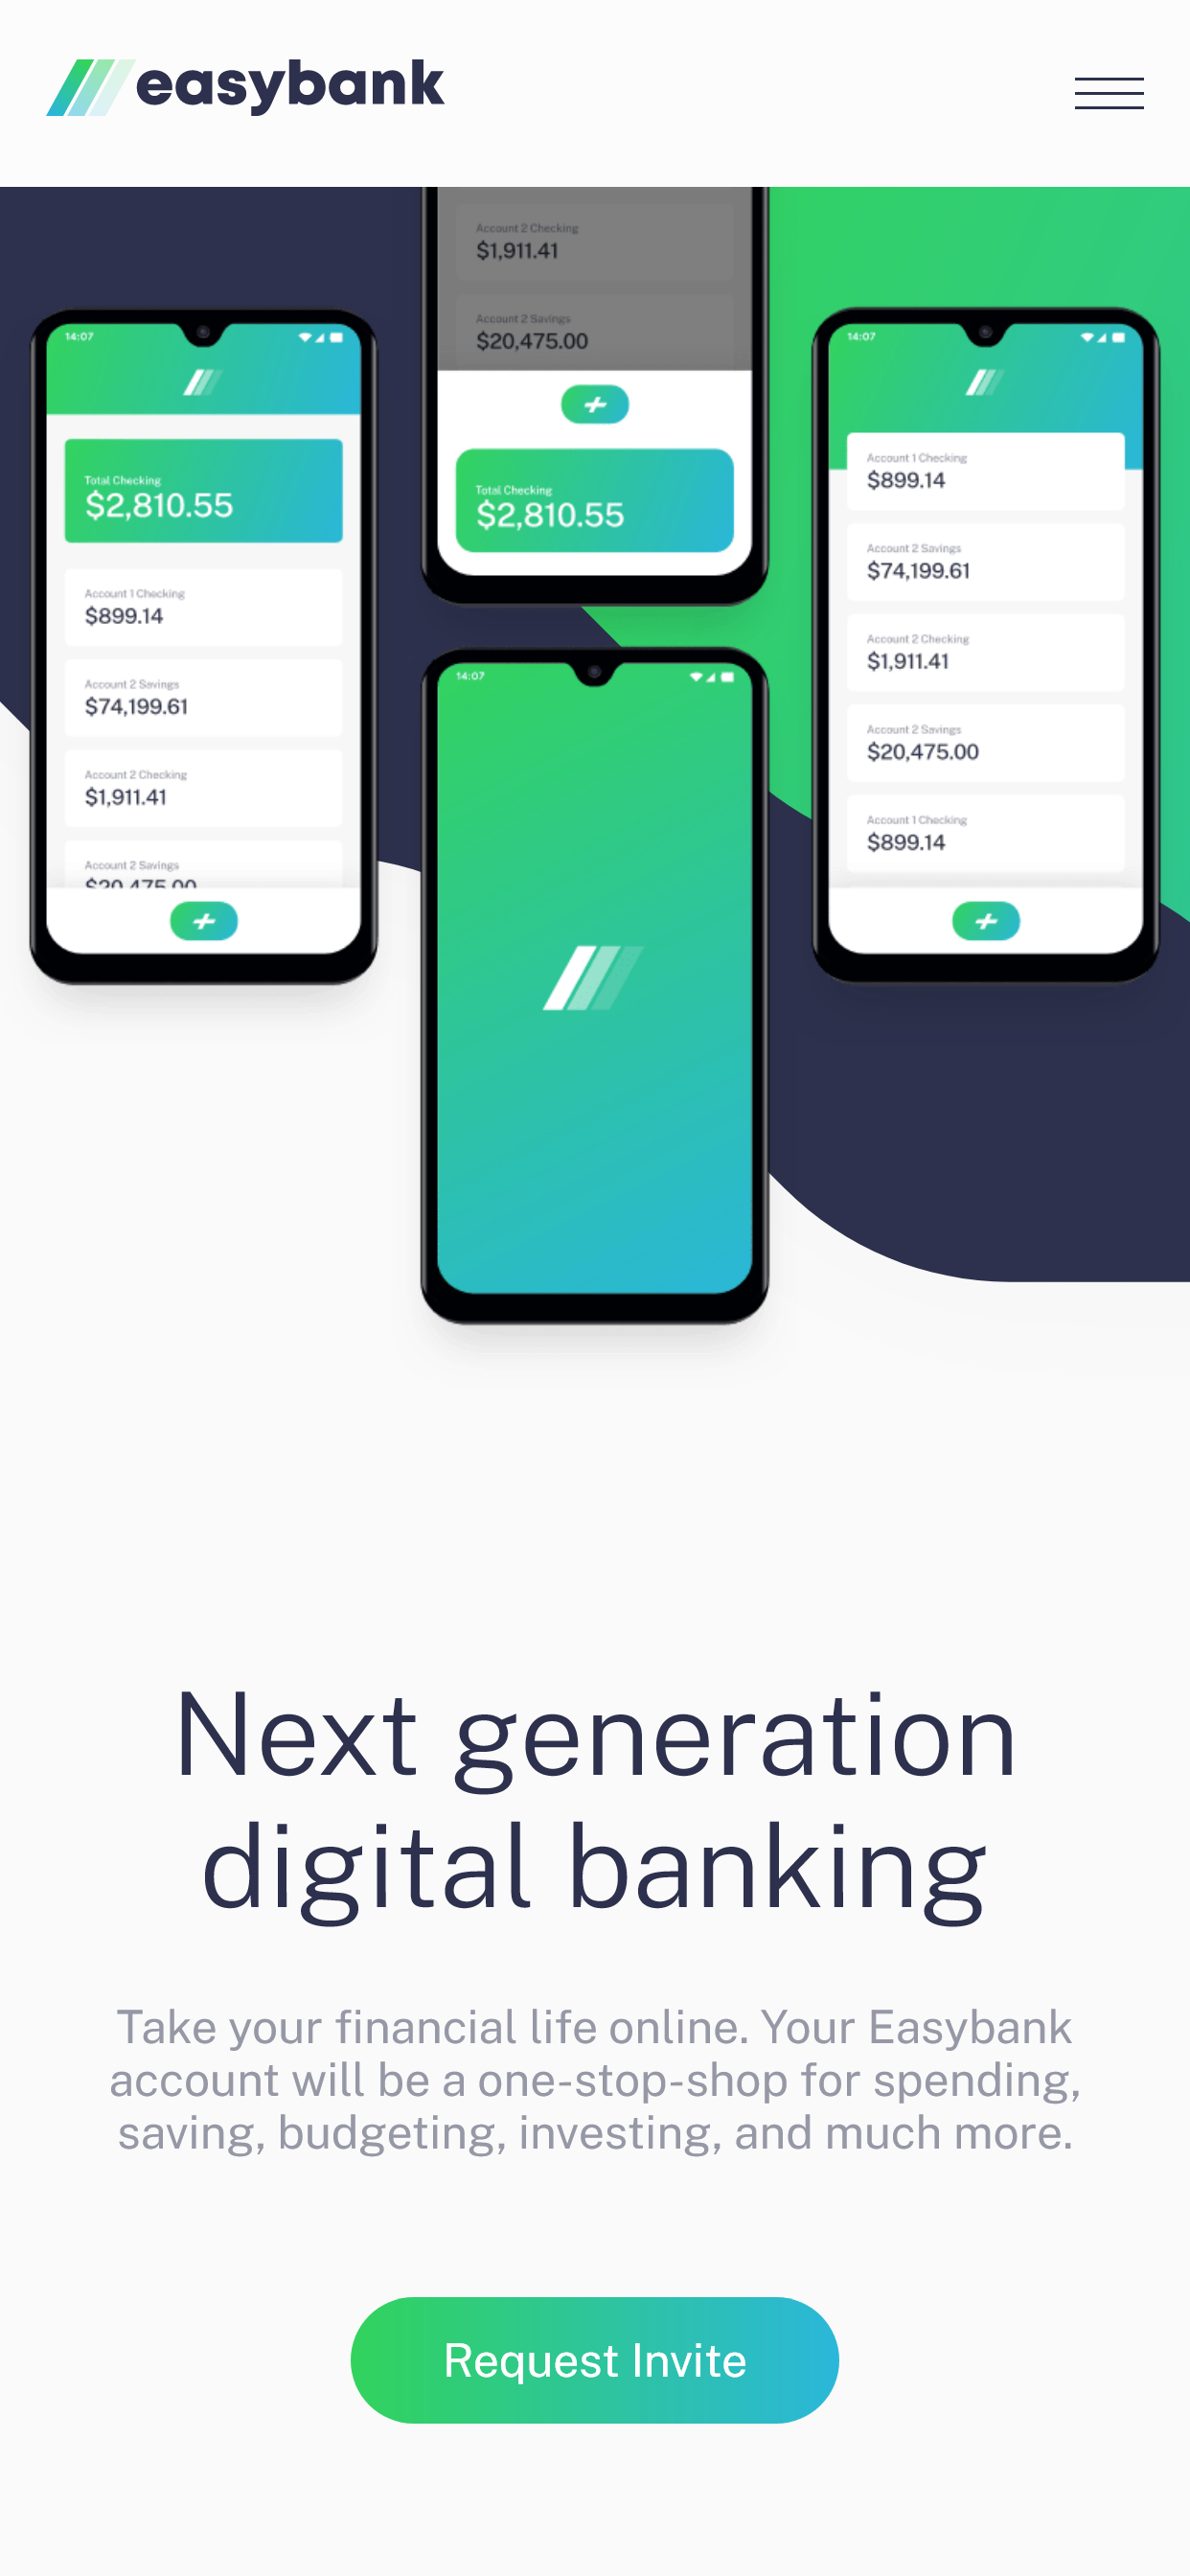 easybank
Account 2 Checking
$1,911.41
Account 2 Savings
$20,475.00
Total Checking
$2,810.55
14:07
Total Checking
$2,810.55
Account 1 Checking
$899.14
Account 2 Savings
$74,199.61
Account 2 Checking
$1,911.41
Account 2 Savings
$20,475.00
14:07
Account 1 Checking
$899.14
Account 2 Savings
$74,199.61
Account 2 Checking
$1,911.41
Account 2 Savings
$20,475.00
Account 1 Checking
$899.14
14:07
Next generation
digital banking
Take your financial life online. Your Easybank
account will be a one-stop-shop for spending,
saving, budgeting, investing, and much more.
Request Invite